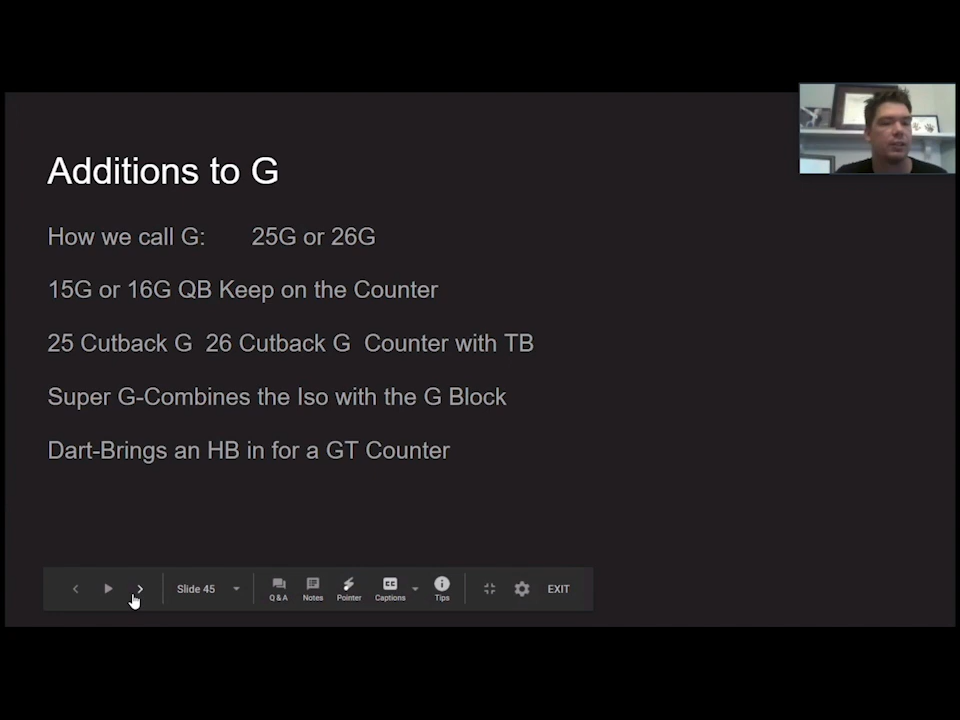 Additions to G
How we call G: 25G or 26G
15G or 16G QB Keep on the Counter
25 Cutback G 26 Cutback G Counter with TB
Super G-Combines the Iso with the G Block
Dart-Brings an HB in for a GT Counter
Slide 45
Q & A Notes Pointer Captions Tips EXIT
CC